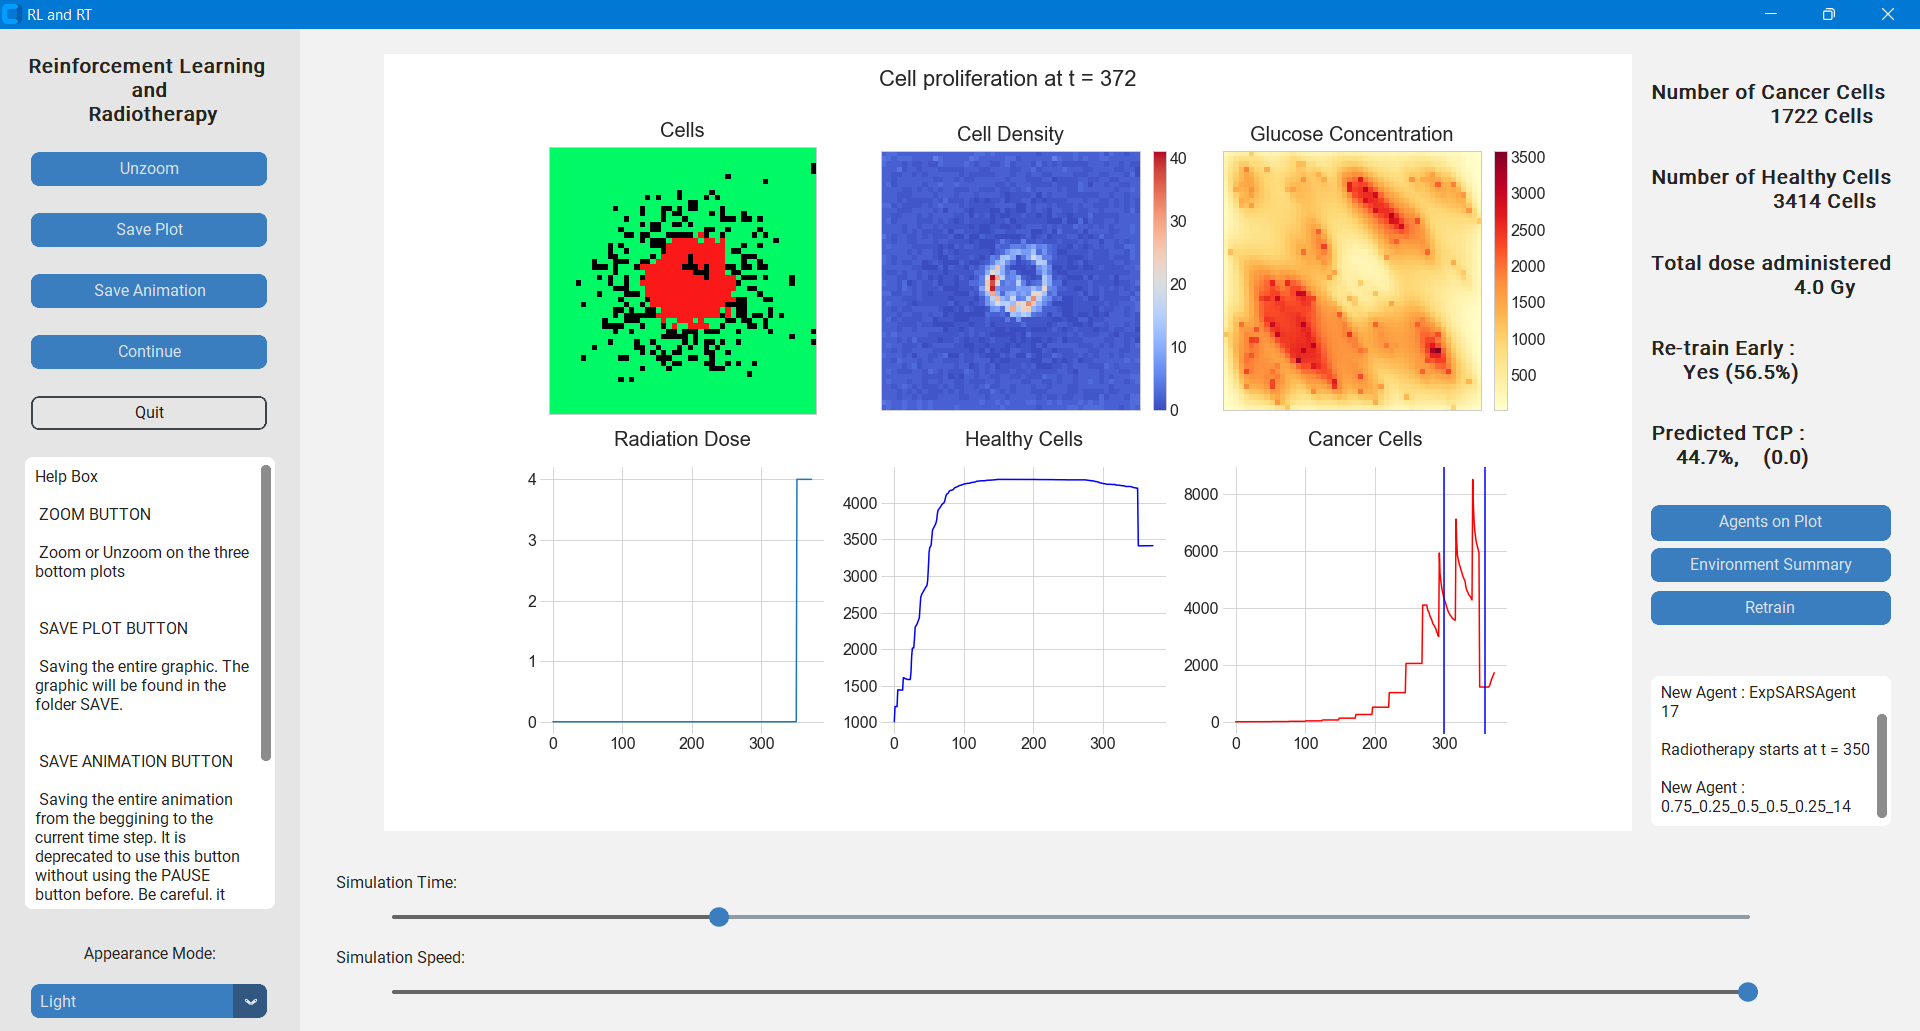 RL and RT
Reinforcement Learning
and
Radiotherapy
Unzoom
Save Plot
Save Animation
Continue
Quit
Help Box
ZOOM BUTTON
Zoom or Unzoom on the three
bottom plots
SAVE PLOT BUTTON
Saving the entire graphic. The
graphic will be found in the
folder SAVE.
SAVE ANIMATION BUTTON
Saving the entire animation
from the beggining to the
current time step. It is
deprecated to use this button
without using the PAUSE
button before. Be careful. it
Appearance Mode:
Light
Cell proliferation at t = 372
Cells
Cell Density
40
30
20
10
0
Glucose Concentration
3500
3000
2500
2000
1500
1000
500
Radiation Dose
4
3
2
1
0
0 100 200 300
Healthy Cells
4000
3500
3000
2500
2000
1500
1000
0 100 200 300
Cancer Cells
8000
6000
4000
2000
0
0 100 200 300
Simulation Time:
Simulation Speed:
Number of Cancer Cells
1722 Cells
Number of Healthy Cells
3414 Cells
Total dose administered
4.0 Gy
Re-train Early :
Yes (56.5%)
Predicted TCP :
44.7%, (0.0)
Agents on Plot
Environment Summary
Retrain
New Agent : ExpSARSAgent
17
Radiotherapy starts at t = 350
New Agent :
0.75_0.25_0.5_0.5_0.25_14